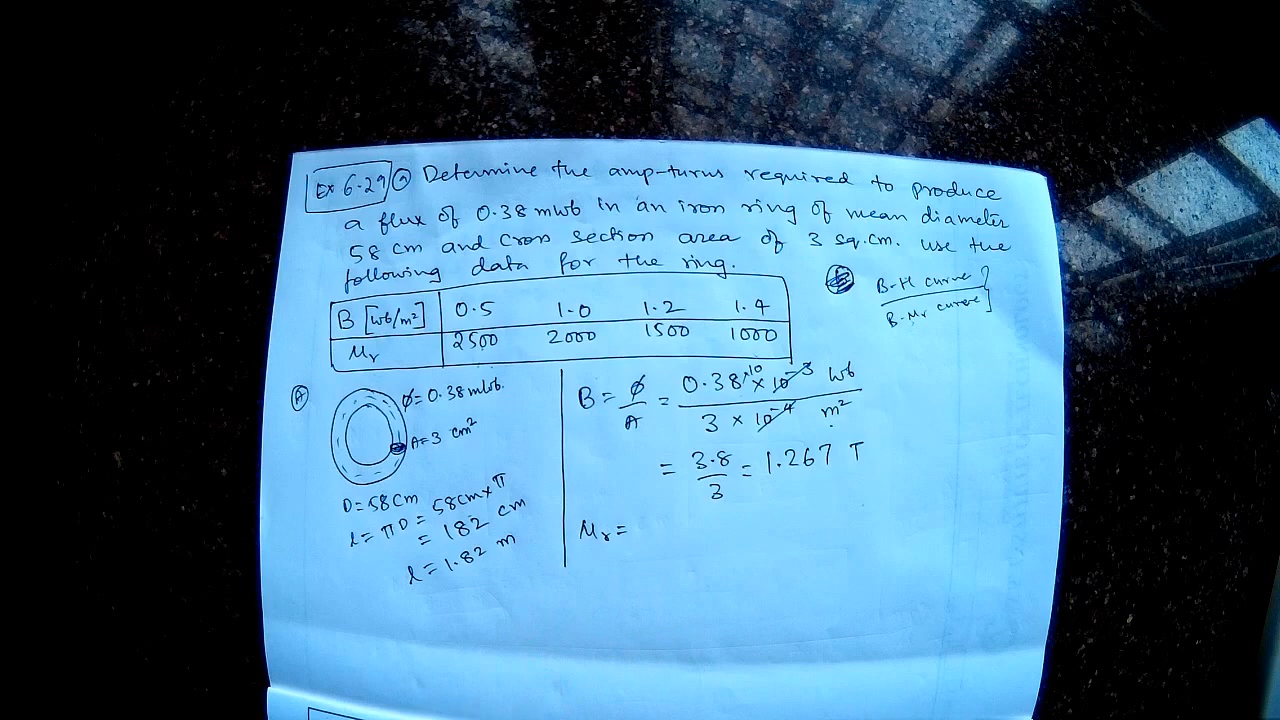 Ex 6.29 Q Determine the amp-turns required to produce
a flux of 0.38 mwb in an iron ring of mean diameter
58 cm and cross section area of 3 sq.cm. use the
following data for the ring.
B [wb/m²] 0.5 1.0 1.2 1.4
μr 2500 2000 1500 1000
B-H curve }
B-μr curve ]
A
ϕ = 0.38 mwb.
A = 3 cm²
D = 58 cm
l = πD = 58cm × π
= 182 cm
l = 1.82 m
B = ϕ/A = 0.38 × 10⁻³ wb / 3 × 10⁻⁴ m²
= 3.8/3 = 1.267 T
μr =